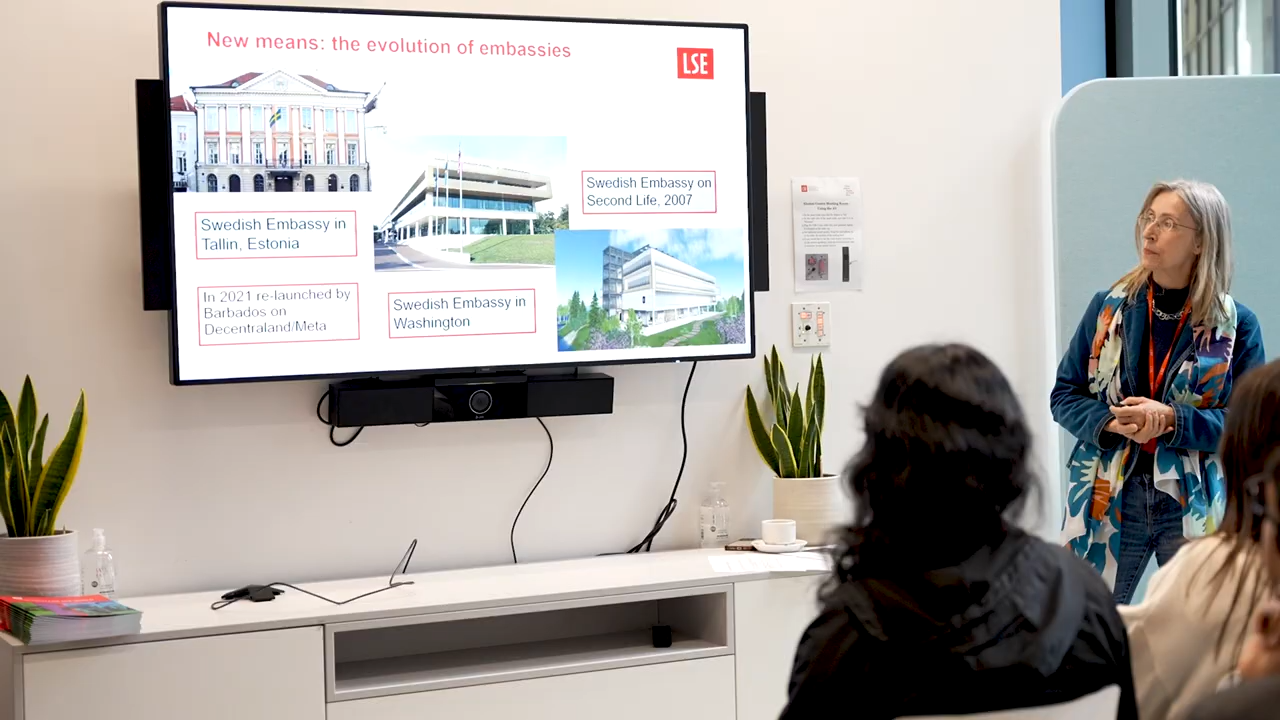 New means: the evolution of embassies
LSE
Swedish Embassy on
Second Life, 2007
Swedish Embassy in
Tallin, Estonia
In 2021 re-launched by
Barbados on
Decentraland/Meta
Swedish Embassy in
Washington